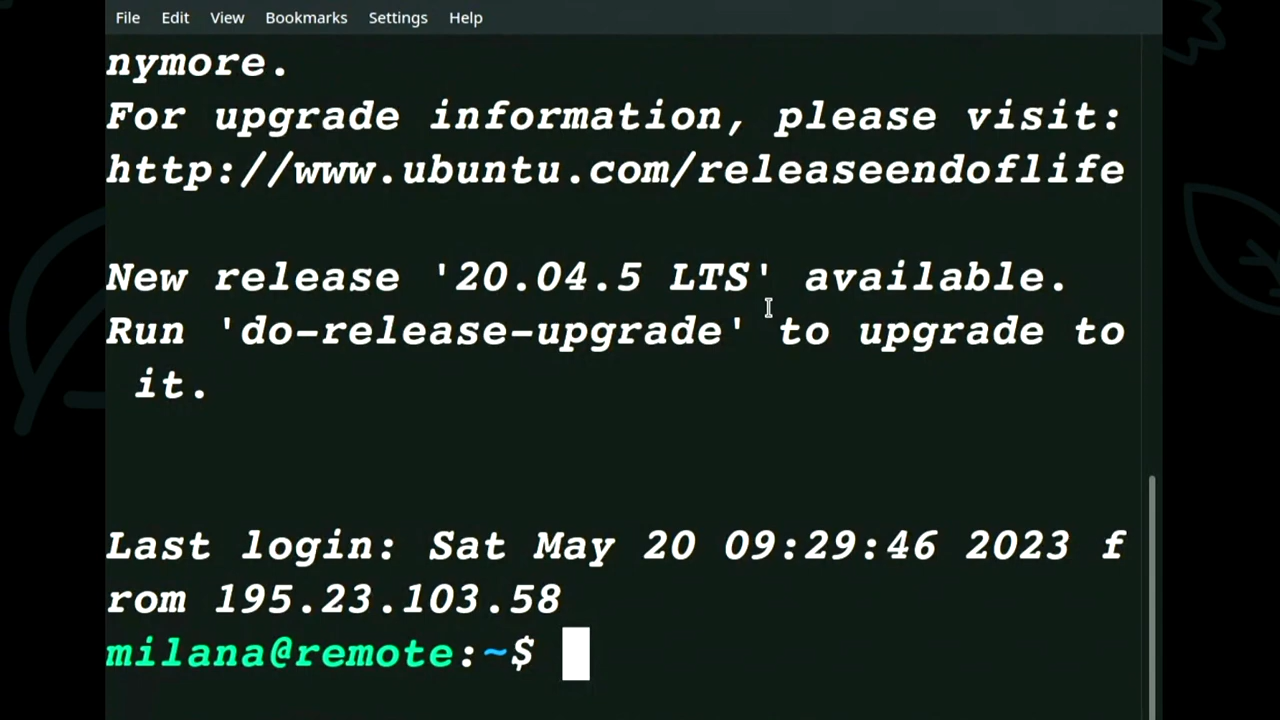 File Edit View Bookmarks Settings Help
nymore.
For upgrade information, please visit:
http://www.ubuntu.com/releaseendoflife
New release '20.04.5 LTS' available.
Run 'do-release-upgrade' to upgrade to
it.
Last login: Sat May 20 09:29:46 2023 f
rom 195.23.103.58
milana@remote:~$